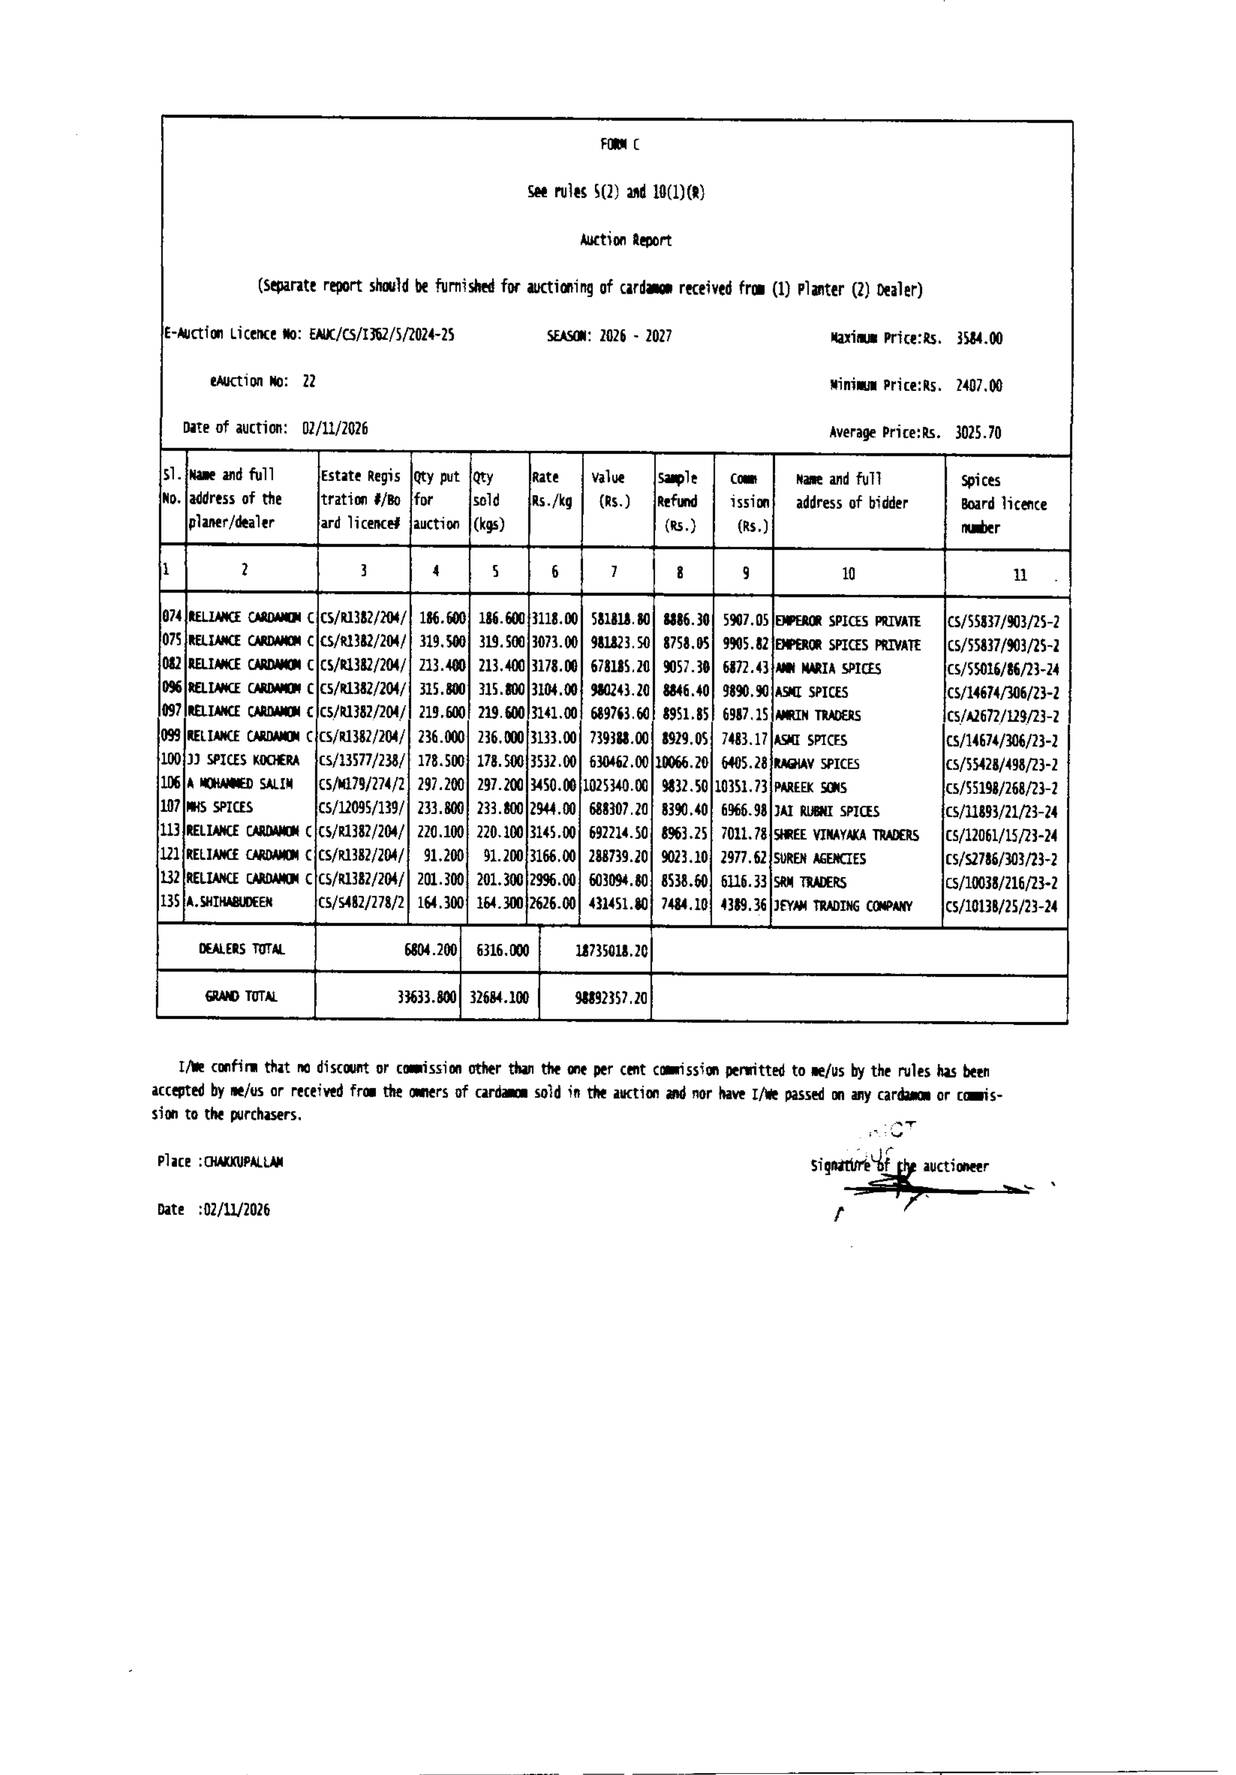 FORM C
See rules 5(2) and 10(1)(R)
Auction Report
(Separate report should be furnished for auctioning of cardamom received from (1) Planter (2) Dealer)
E-Auction Licence No: EAUC/CS/1362/5/2024-25 SEASON: 2026 - 2027 Maximum Price:Rs. 3584.00
eAuction No: 22 Minimum Price:Rs. 2407.00
Date of auction: 02/11/2026 Average Price:Rs. 3025.70
Sl. Name and full Estate Regis Qty put Qty Rate Value Sample Comm Name and full Spices
No. address of the tration #/Bo for sold Rs./kg (Rs.) Refund ission address of bidder Board licence
planer/dealer ard licence# auction (kgs) (Rs.) (Rs.) number
1 2 3 4 5 6 7 8 9 10 11
074 RELIANCE CARDAMOM C CS/R1382/204/ 186.600 186.600 3118.00 581818.80 8886.30 5907.05 EMPEROR SPICES PRIVATE CS/55837/903/25-2
075 RELIANCE CARDAMOM C CS/R1382/204/ 319.500 319.500 3073.00 981823.50 8758.05 9905.82 EMPEROR SPICES PRIVATE CS/55837/903/25-2
082 RELIANCE CARDAMOM C CS/R1382/204/ 213.400 213.400 3178.00 678185.20 9057.30 6872.43 ANN MARIA SPICES CS/55016/86/23-24
096 RELIANCE CARDAMOM C CS/R1382/204/ 315.800 315.800 3104.00 980243.20 8846.40 9890.90 ASMI SPICES CS/14674/306/23-2
097 RELIANCE CARDAMOM C CS/R1382/204/ 219.600 219.600 3141.00 689763.60 8951.85 6987.15 AMRIN TRADERS CS/A2672/129/23-2
099 RELIANCE CARDAMOM C CS/R1382/204/ 236.000 236.000 3133.00 739388.00 8929.05 7483.17 ASMI SPICES CS/14674/306/23-2
100 JJ SPICES KOCHERA CS/13577/238/ 178.500 178.500 3532.00 630462.00 10066.20 6405.28 RAGHAV SPICES CS/55428/498/23-2
106 A MOHAMMED SALIM CS/M179/274/2 297.200 297.200 3450.00 1025340.00 9832.50 10351.73 PAREEK SONS CS/55198/268/23-2
107 MHS SPICES CS/12095/139/ 233.800 233.800 2944.00 688307.20 8390.40 6966.98 JAI RUBNI SPICES CS/11893/21/23-24
113 RELIANCE CARDAMOM C CS/R1382/204/ 220.100 220.100 3145.00 692214.50 8963.25 7011.78 SHREE VINAYAKA TRADERS CS/12061/15/23-24
121 RELIANCE CARDAMOM C CS/R1382/204/ 91.200 91.200 3166.00 288739.20 9023.10 2977.62 SUREN AGENCIES CS/S2786/303/23-2
132 RELIANCE CARDAMOM C CS/R1382/204/ 201.300 201.300 2996.00 603094.80 8538.60 6116.33 SRM TRADERS CS/10038/216/23-2
135 A.SHIHABUDEEN CS/S482/278/2 164.300 164.300 2626.00 431451.80 7484.10 4389.36 JEYAM TRADING COMPANY CS/10138/25/23-24
DEALERS TOTAL 6804.200 6316.000 18735018.20
GRAND TOTAL 33633.800 32684.100 98892357.20
I/We confirm that no discount or commission other than the one per cent commission permitted to me/us by the rules has been
accepted by me/us or received from the owners of cardamom sold in the auction and nor have I/We passed on any cardamom or commis-
sion to the purchasers.
Place :CHAKKUPALLAM
Signature of the auctioneer
Date :02/11/2026